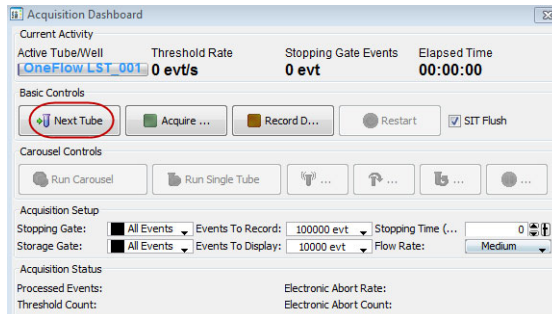 Acquisition Dashboard
Current Activity
Active Tube/Well Threshold Rate Stopping Gate Events Elapsed Time
OneFlow LST_001 0 evt/s 0 evt 00:00:00
Basic Controls
Next Tube Acquire ... Record D... Restart SIT Flush
Carousel Controls
Run Carousel Run Single Tube ... ... ... ...
Acquisition Setup
Stopping Gate: All Events Events To Record: 100000 evt Stopping Time (... 0
Storage Gate: All Events Events To Display: 10000 evt Flow Rate: Medium
Acquisition Status
Processed Events: Electronic Abort Rate:
Threshold Count: Electronic Abort Count: